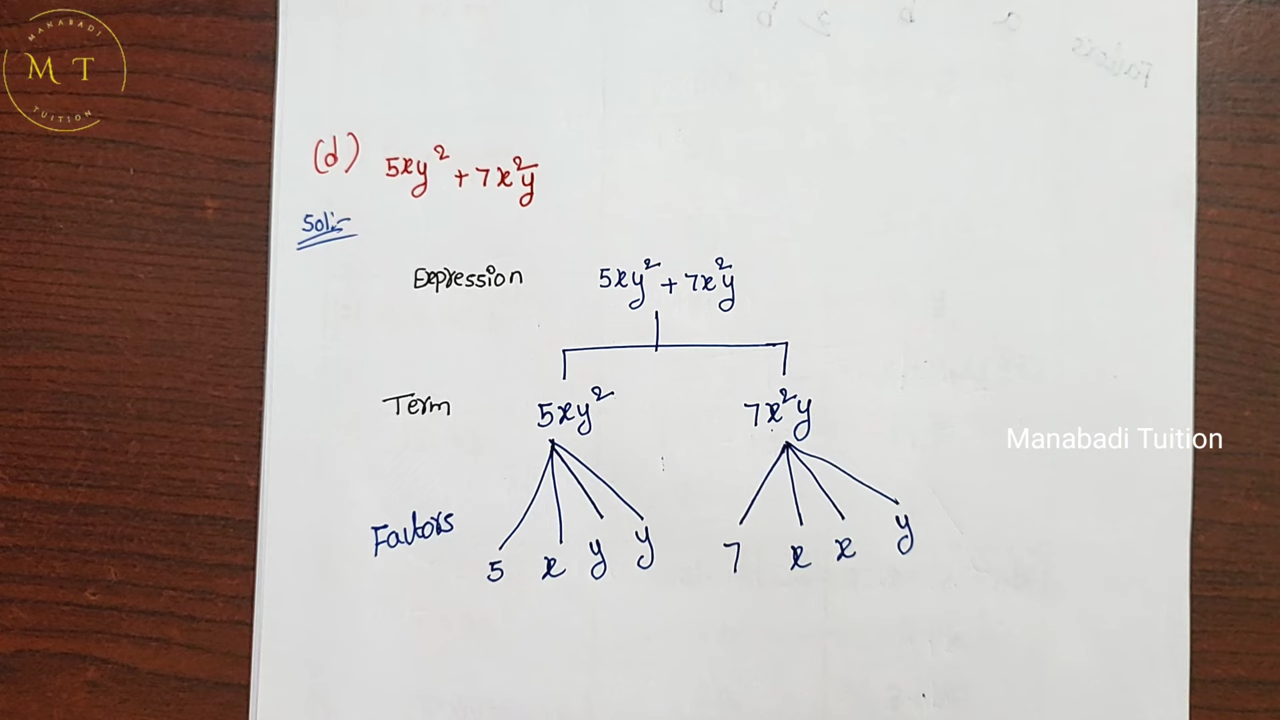 MANABADI
M T
TUITION
(d) 5xy² + 7x²y
Sol:-
Expression 5xy² + 7x²y
Term 5xy² 7x²y
Manabadi Tuition
Factors 5 x y y 7 x x y